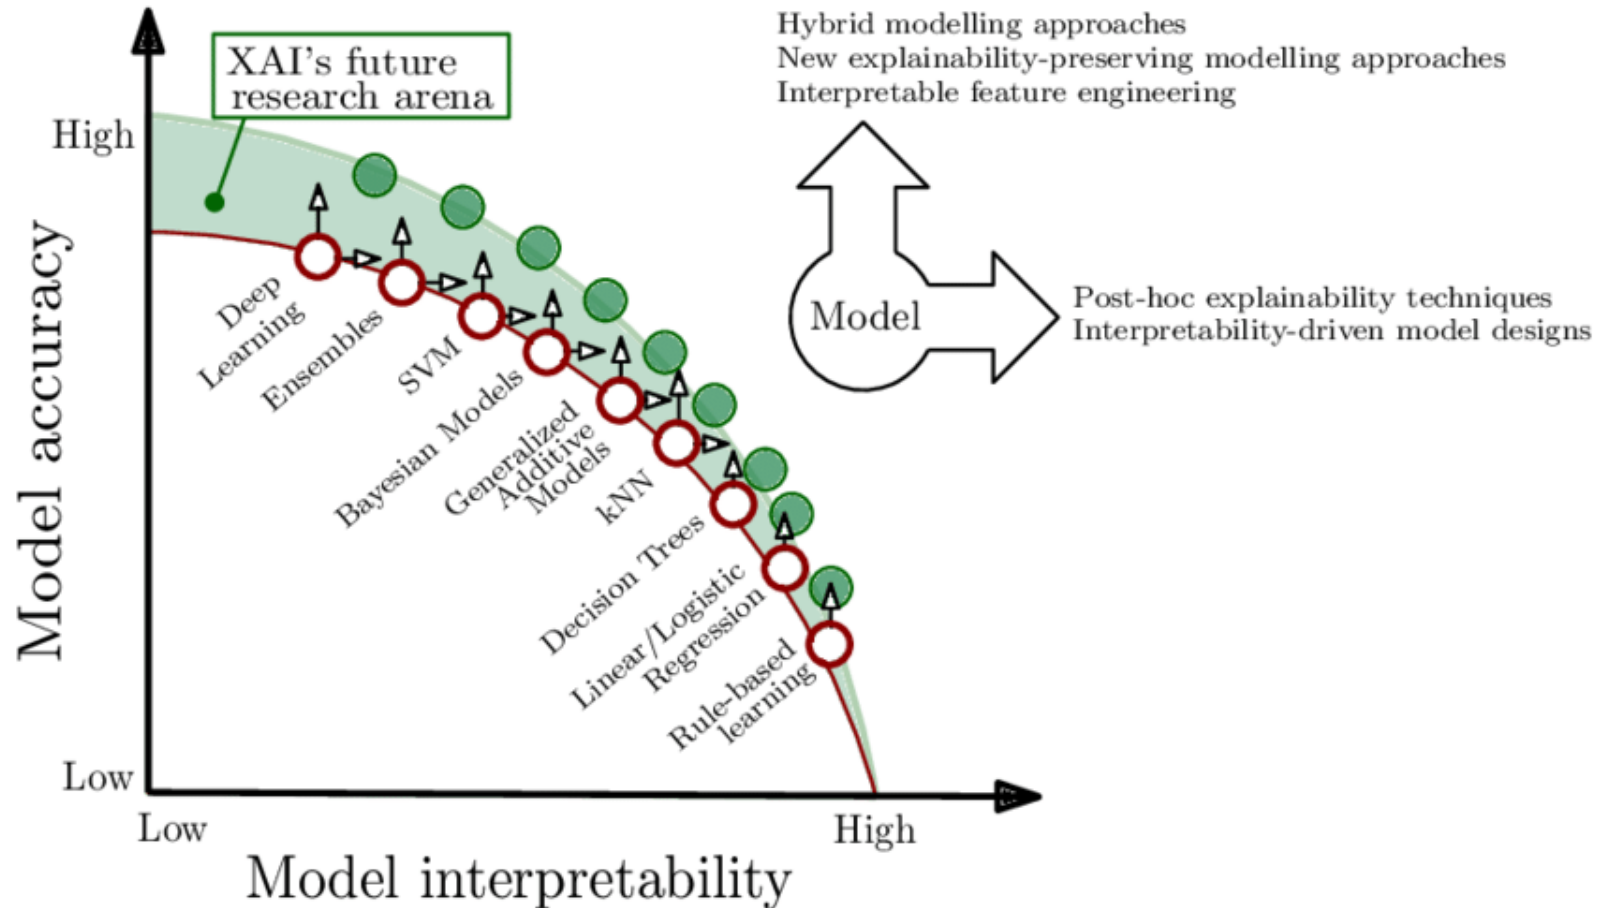 XAI's future
research arena
High
Model accuracy
Low
Low
High
Model interpretability
Deep
Learning
Ensembles
SVM
Bayesian Models
Generalized
Additive
Models
kNN
Decision Trees
Linear/Logistic
Regression
Rule-based
learning
Hybrid modelling approaches
New explainability-preserving modelling approaches
Interpretable feature engineering
Model
Post-hoc explainability techniques
Interpretability-driven model designs